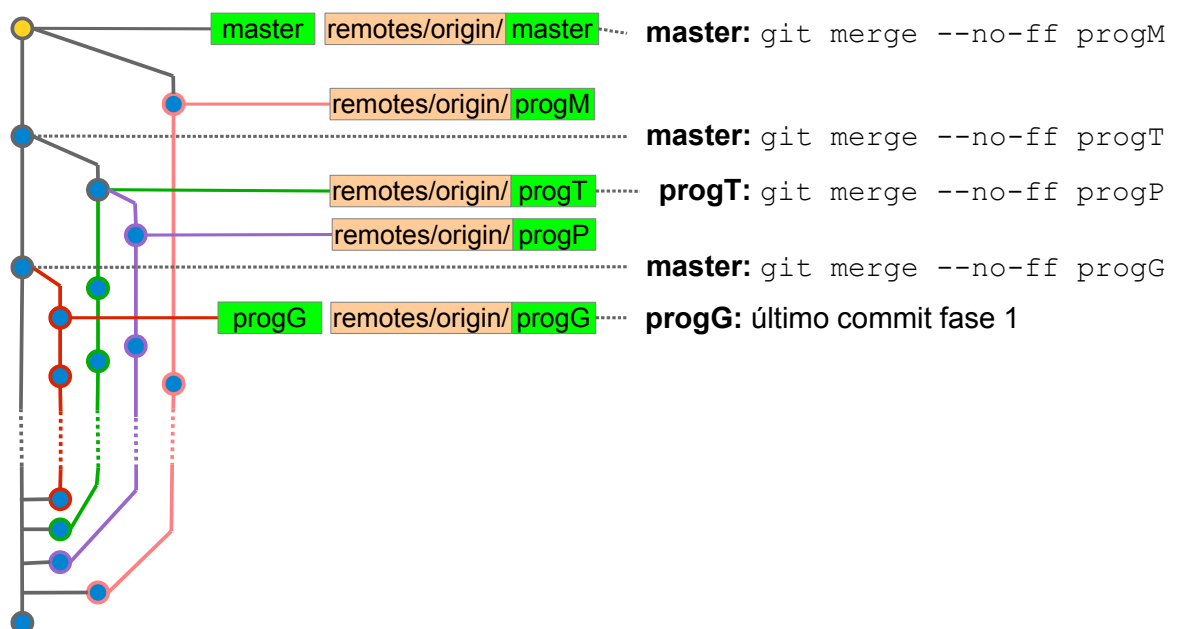 master remotes/origin/ master master: git merge --no-ff progM
remotes/origin/ progM
master: git merge --no-ff progT
remotes/origin/ progT progT: git merge --no-ff progP
remotes/origin/ progP
master: git merge --no-ff progG
progG remotes/origin/ progG progG: último commit fase 1